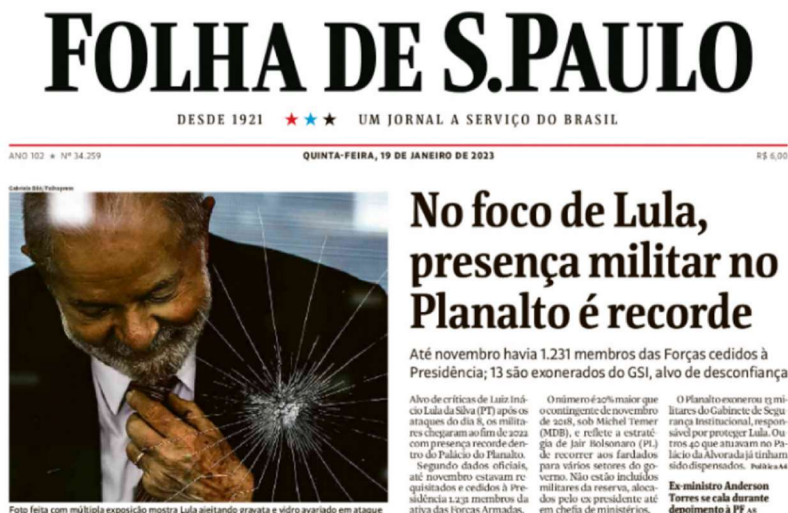 FOLHA DE S.PAULO
DESDE 1921 ★ ★ ★ UM JORNAL A SERVIÇO DO BRASIL
ANO 102 ★ Nº 34.259
QUINTA-FEIRA, 19 DE JANEIRO DE 2023
R$ 6,00
Gabriela Biló/Folhapress
Foto feita com múltipla exposição mostra Lula ajeitando gravata e vidro avariado em ataque
No foco de Lula,
presença militar no
Planalto é recorde
Até novembro havia 1.231 membros das Forças cedidos à
Presidência; 13 são exonerados do GSI, alvo de desconfiança
Alvo de críticas de Luiz Iná-
cio Lula da Silva (PT) após os
ataques do dia 8, os milita-
res chegaram ao fim de 2022
com presença recorde den-
tro do Palácio do Planalto.
Segundo dados oficiais,
até novembro estavam re-
quisitados e cedidos à Pre-
sidência 1.231 membros da
ativa das Forças Armadas.
O número é 20% maior que
o contingente de novembro
de 2018, sob Michel Temer
(MDB), e reflete a estraté-
gia de Jair Bolsonaro (PL)
de recorrer aos fardados
para vários setores do go-
verno. Não estão incluídos
militares da reserva, aloca-
dos pelo ex presidente até
em chefia de ministérios.
O Planalto exonerou 13 mi-
litares do Gabinete de Segu-
rança Institucional, respon-
sável por proteger Lula. Ou-
tros 40 que atuavam no Pa-
lácio da Alvorada já tinham
sido dispensados. Política A4
Ex-ministro Anderson
Torres se cala durante
depoimento à PF A8